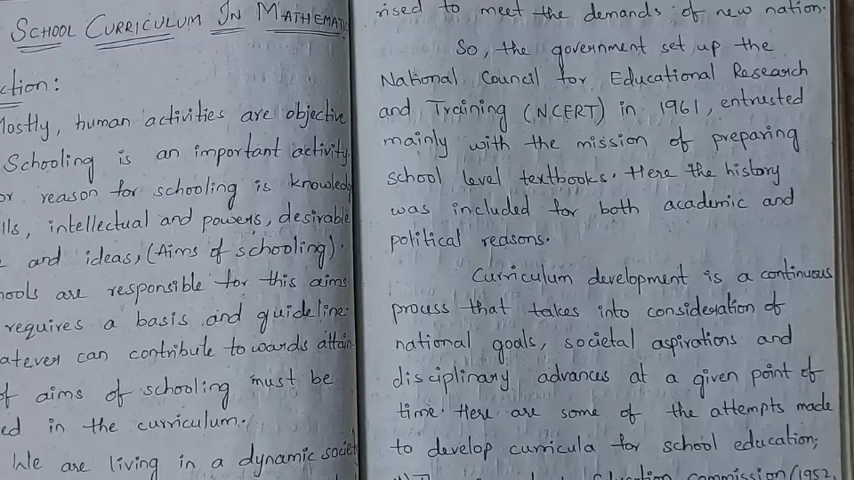 SCHOOL CURRICULUM IN MATHEMATIC
ction:
Mostly, human activities are objective
Schooling is an important activity.
or reason for schooling is knowledg
lls, intellectual and powers, desirable
and ideas, (Aims of schooling).
ools are responsible for this aims
requires a basis and guideline.
atever can contribute towards attain
of aims of schooling must be
ed in the curriculum.
We are living in a dynamic societ
rised to meet the demands of new nation.
So, the government set up the
National Council for Educational Research
and Training (NCERT) in 1961, entrusted
mainly with the mission of preparing
school level textbooks. Here the history
was included for both academic and
political reasons.
Curriculum development is a continuous
process that takes into consideration of
national goals, societal aspirations and
disciplinary advances at a given point of
time. Here are some of the attempts made
to develop curricula for school education;
commission (1952,